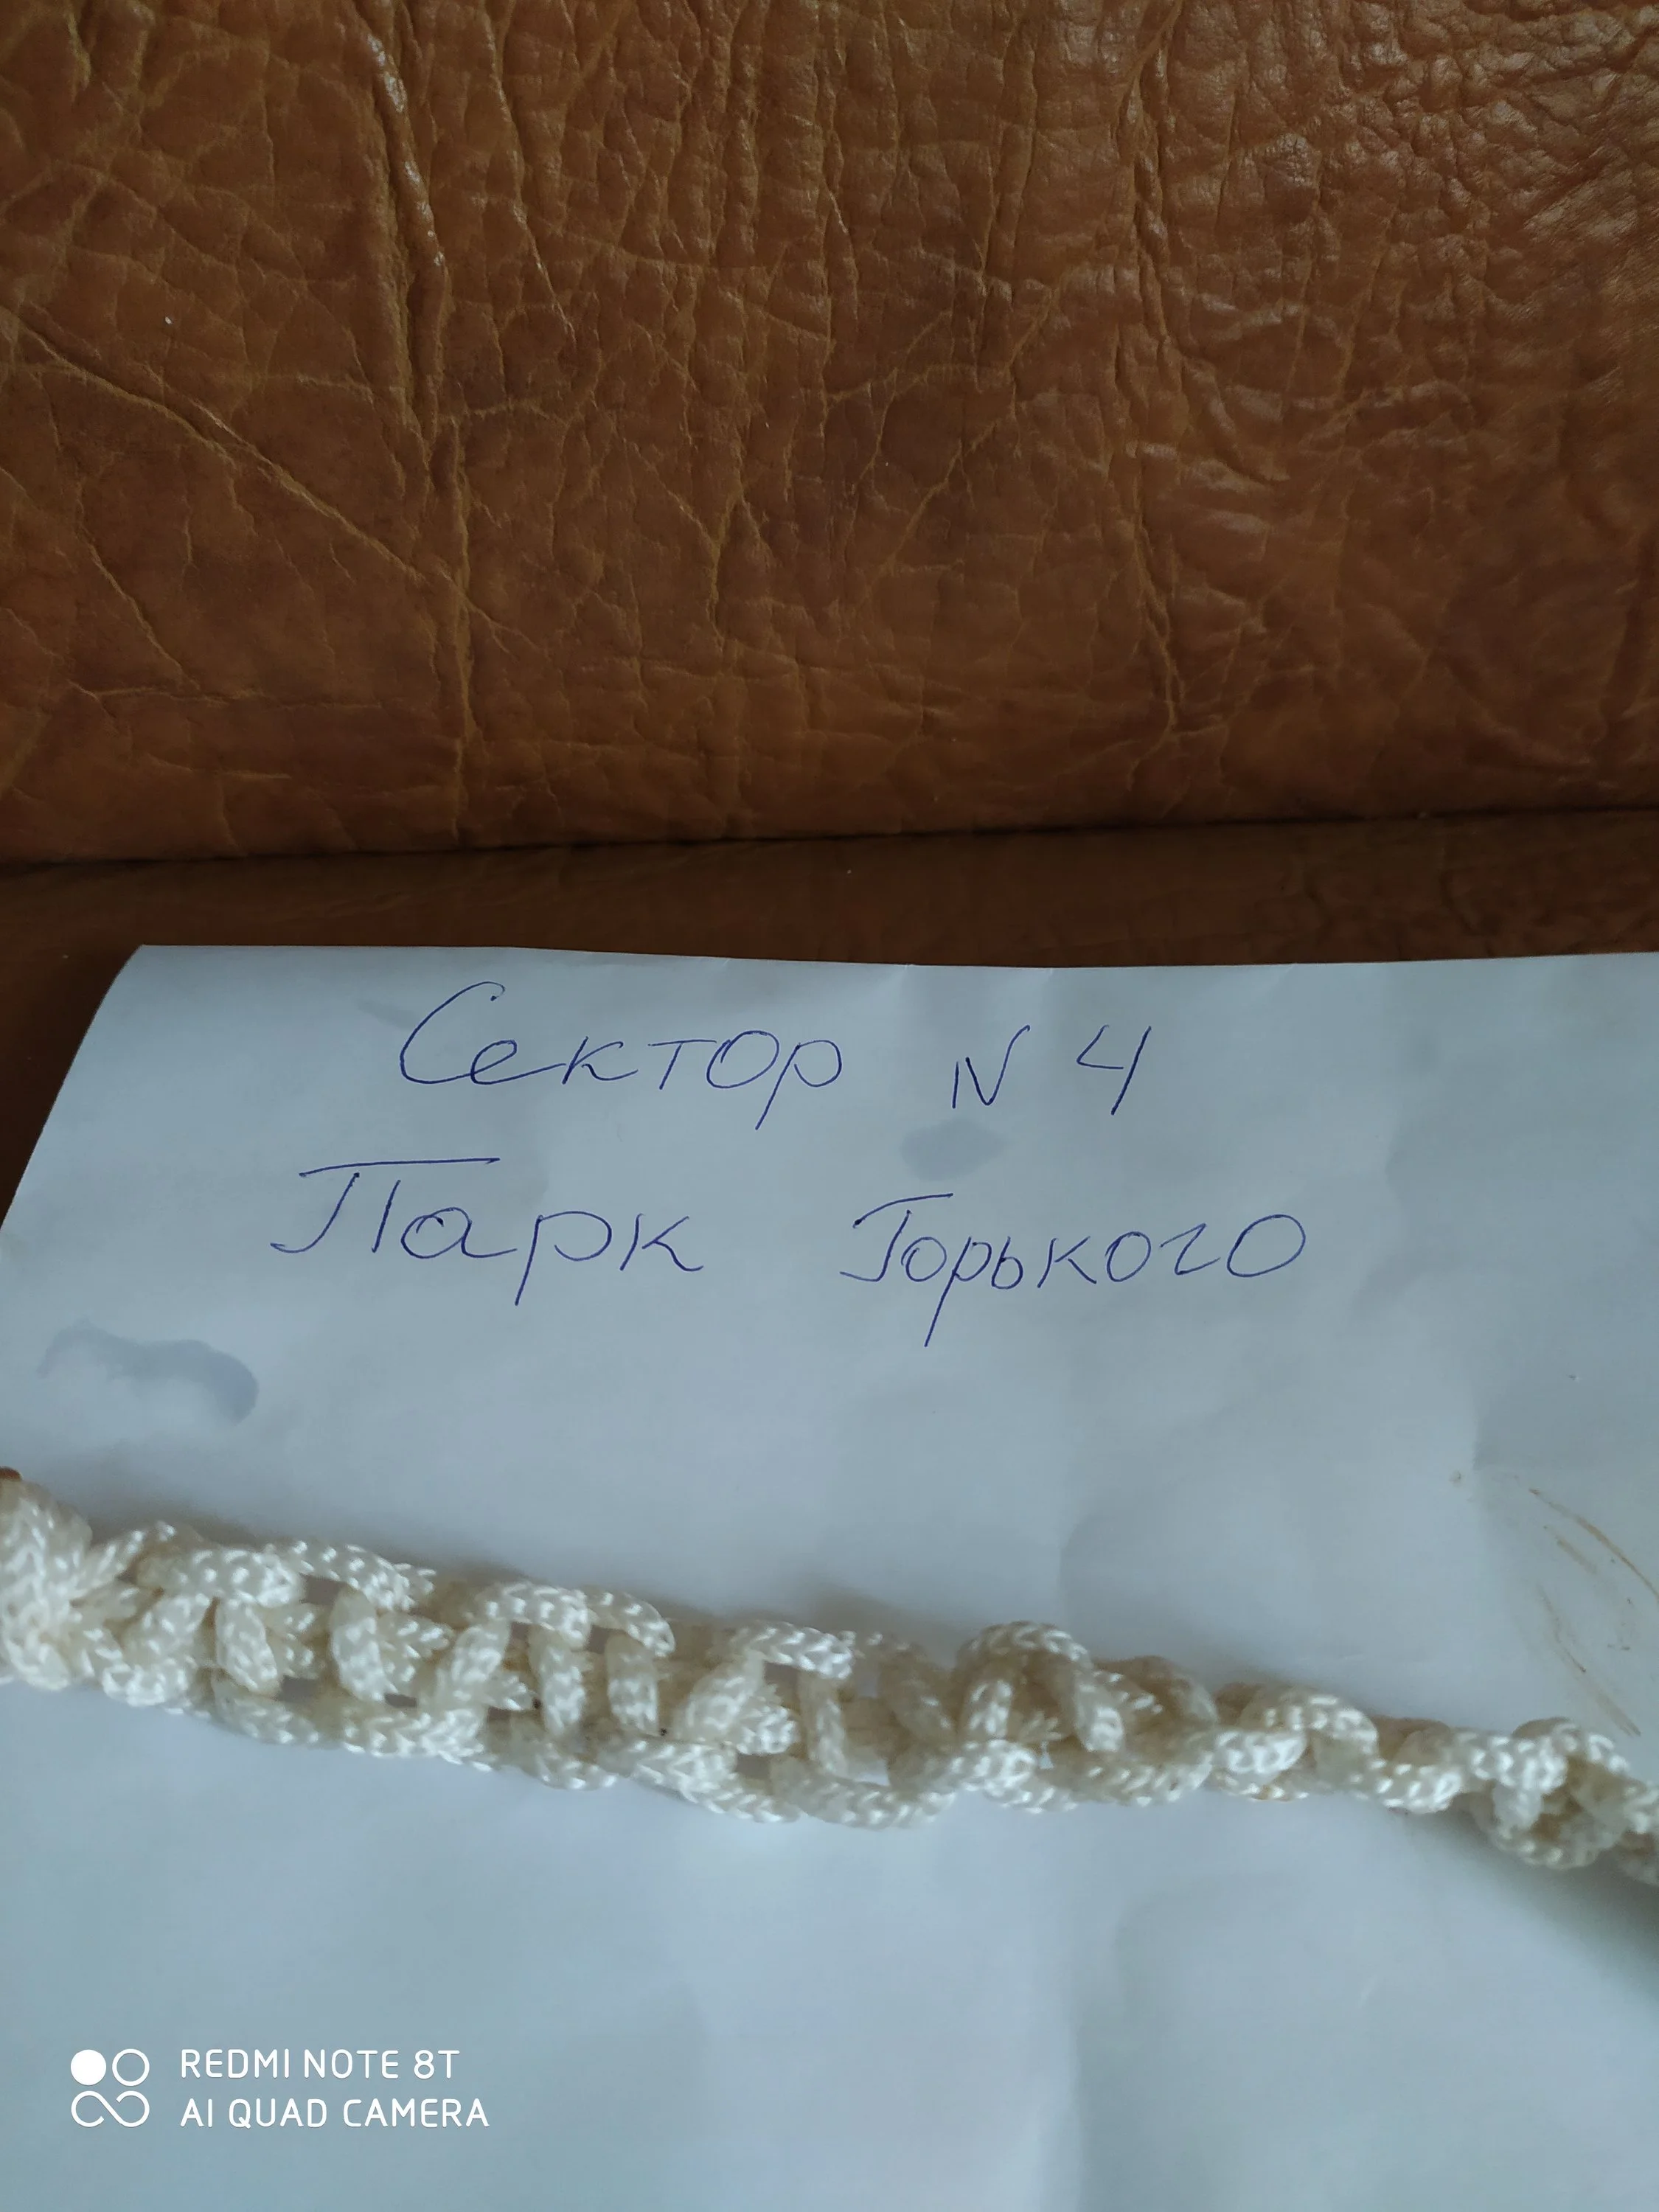 Сектор N 4
Парк Горького
REDMI NOTE 8T
AI QUAD CAMERA